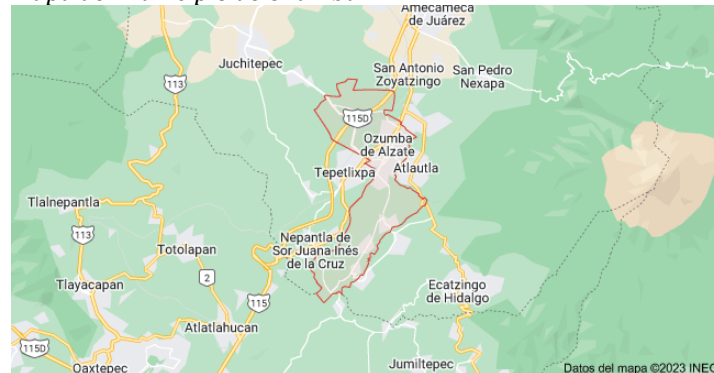 Amecameca
de Juárez
Juchitepec
San Antonio
Zoyatzingo
San Pedro
Nexapa
113
115D
Ozumba
de Alzate
Tepetlixpa
Atlautla
Tlalnepantla
113
Totolapan
Nepantla de
Sor Juana Inés
de la Cruz
2
Tlayacapan
115
Ecatzingo
de Hidalgo
Atlatlahucan
115D
Oaxtepec
Jumiltepec
Datos del mapa ©2023 INEG